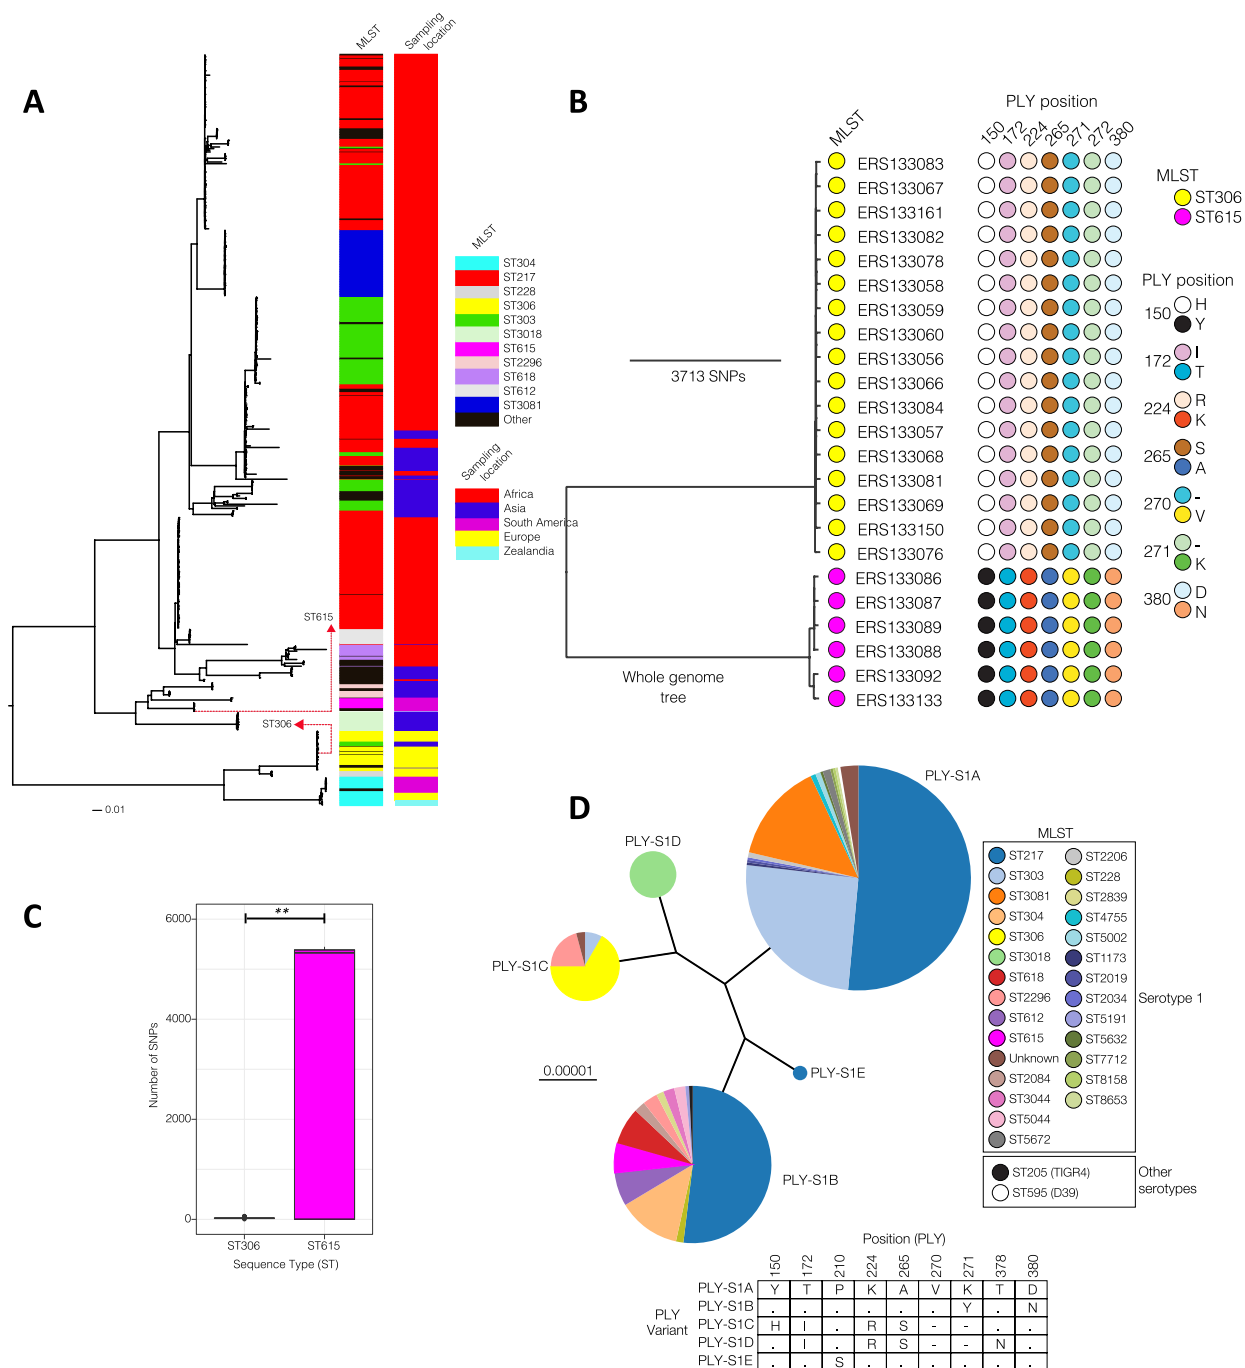 A
MLST
Sampling location
ST615
ST306
0.01
MLST
ST304
ST217
ST228
ST306
ST303
ST3018
ST615
ST2296
ST618
ST612
ST3081
Other
Sampling location
Africa
Asia
South America
Europe
Zealandia
B
PLY position
MLST
150 172 224 265 271 272 380
ERS133083
ERS133067
ERS133161
ERS133082
ERS133078
ERS133058
ERS133059
ERS133060
ERS133056
ERS133066
ERS133084
ERS133057
ERS133068
ERS133081
ERS133069
ERS133150
ERS133076
ERS133086
ERS133087
ERS133089
ERS133088
ERS133092
ERS133133
3713 SNPs
Whole genome
tree
MLST
ST306
ST615
PLY position
150 H
Y
172 I
T
224 R
K
265 S
A
270 -
V
271 -
K
380 D
N
C
**
Number of SNPs
6000
4000
2000
0
ST306 ST615
Sequence Type (ST)
D
PLY-S1A
PLY-S1D
PLY-S1C
PLY-S1E
PLY-S1B
0.00001
MLST
ST217
ST303
ST3081
ST304
ST306
ST3018
ST618
ST2296
ST612
ST615
Unknown
ST2084
ST3044
ST5044
ST5672
ST2206
ST228
ST2839
ST4755
ST5002
ST1173
ST2019
ST2034
ST5191
ST5632
ST7712
ST8158
ST8653
Serotype 1
ST205 (TIGR4)
ST595 (D39)
Other
serotypes
Position (PLY)
150 172 210 224 265 270 271 378 380
PLY
Variant
PLY-S1A Y T P K A V K T D
PLY-S1B . . . . . . Y . N
PLY-S1C H I . R S - - . .
PLY-S1D . I . R S - - N .
PLY-S1E . . S . . . . . .